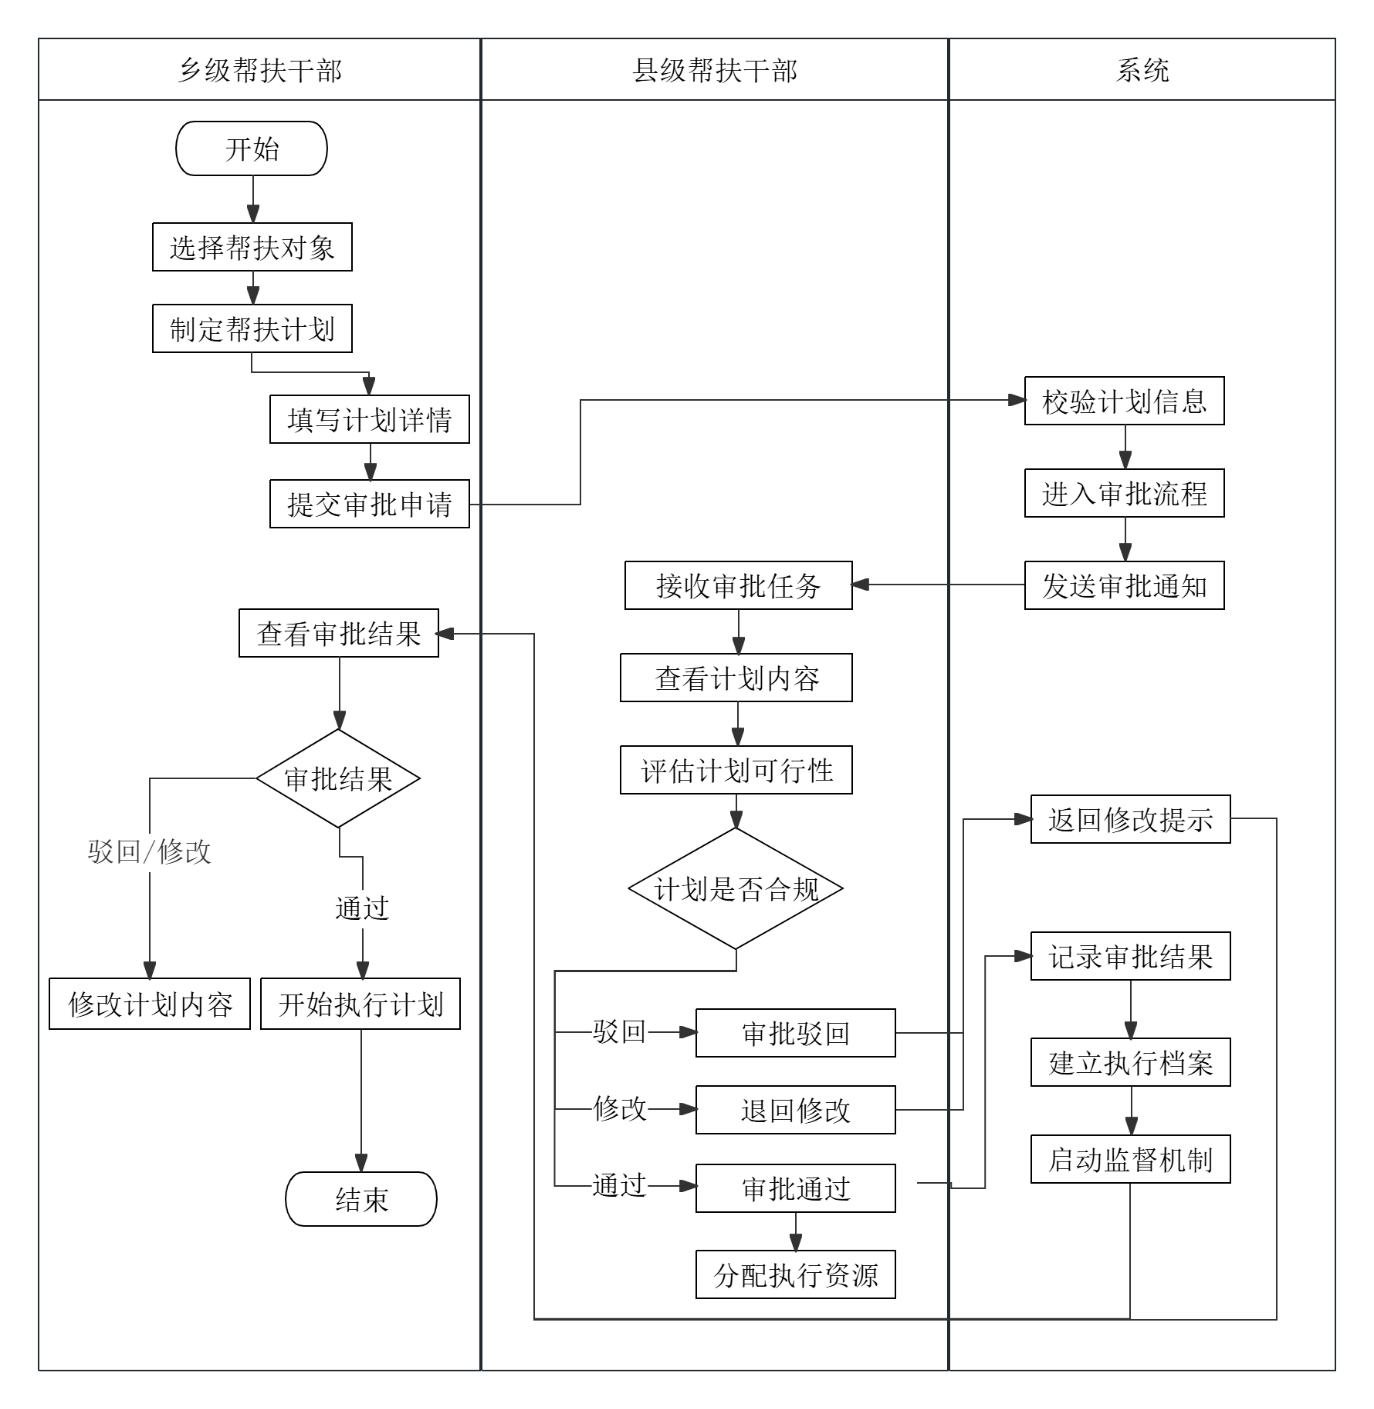 乡级帮扶干部
县级帮扶干部
系统
开始
选择帮扶对象
制定帮扶计划
填写计划详情
提交审批申请
校验计划信息
进入审批流程
发送审批通知
接收审批任务
查看计划内容
评估计划可行性
计划是否合规
驳回
审批驳回
修改
退回修改
通过
审批通过
分配执行资源
返回修改提示
记录审批结果
建立执行档案
启动监督机制
查看审批结果
审批结果
驳回/修改
通过
修改计划内容
开始执行计划
结束